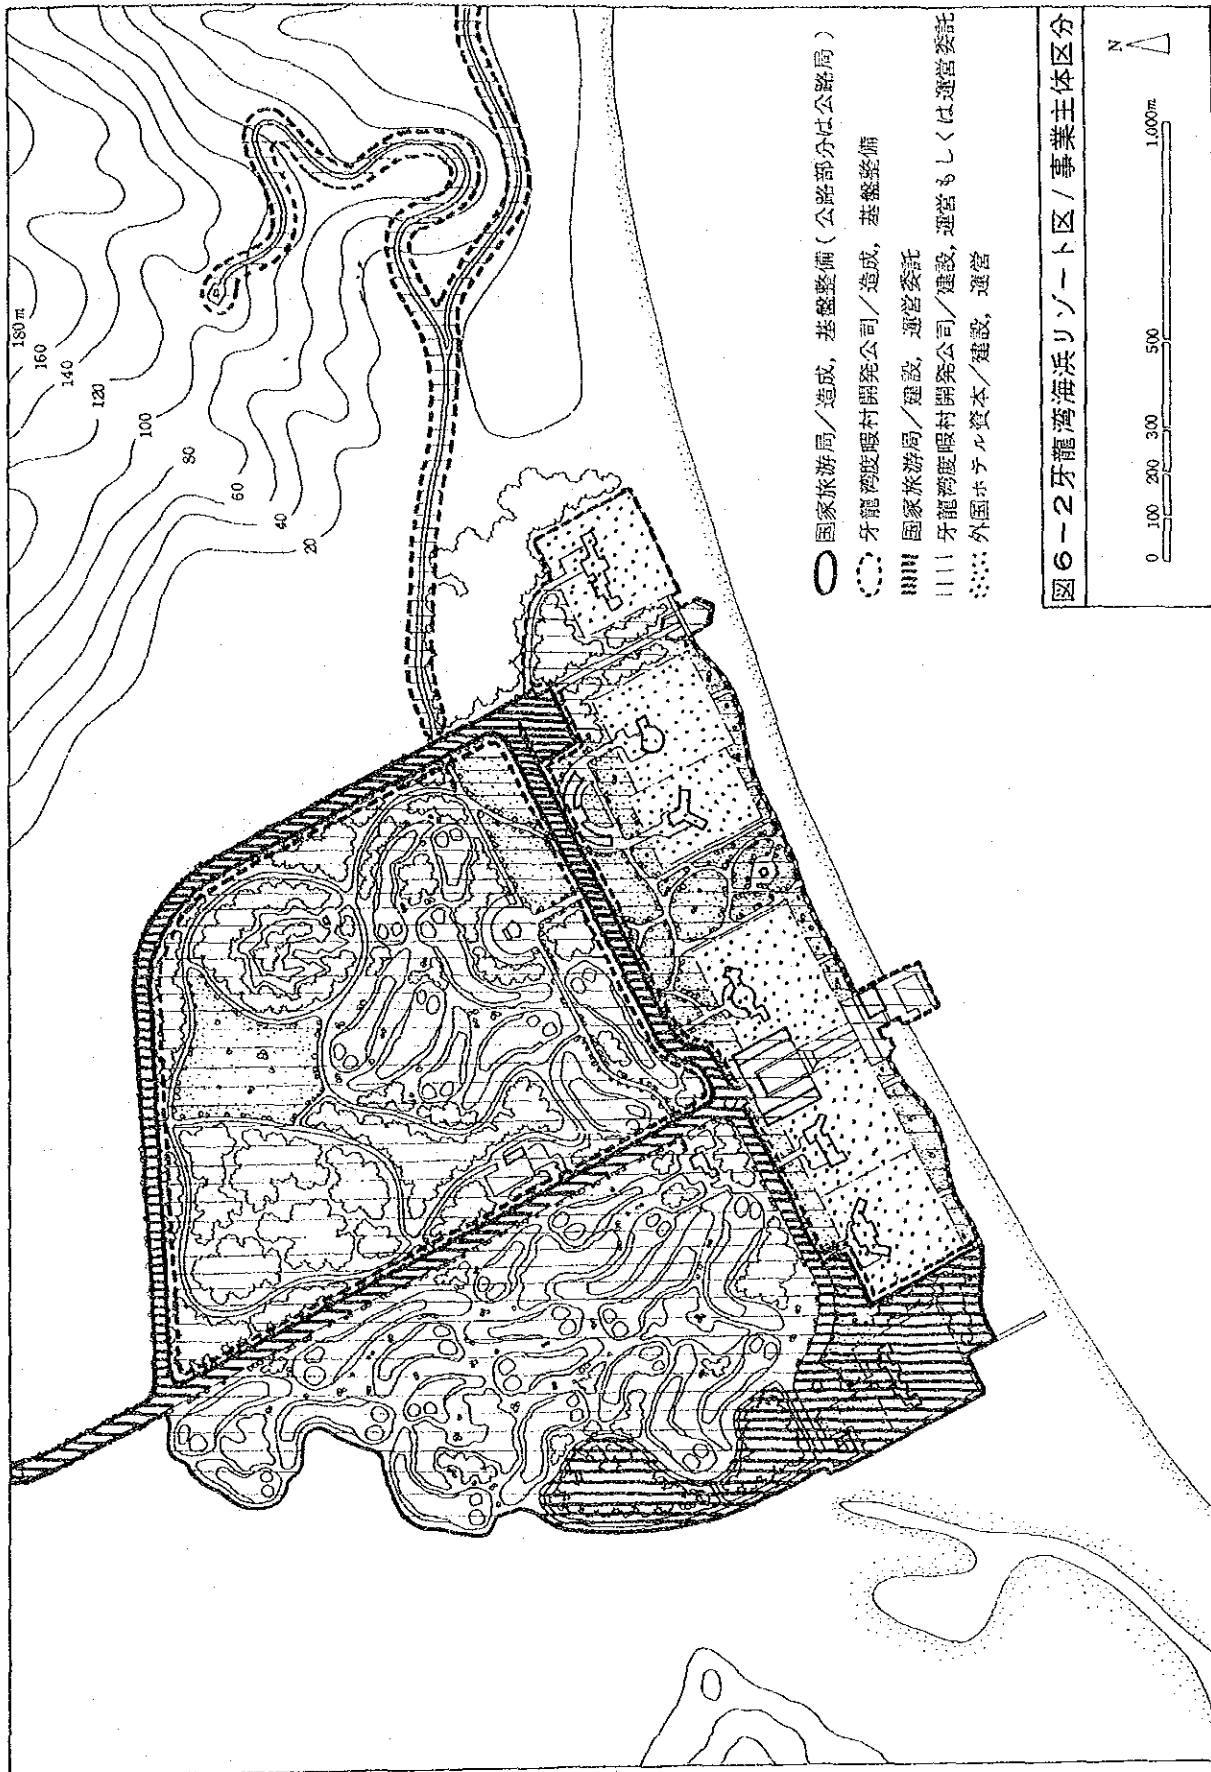 180m
160
140
120
100
80
60
40
20
P
国家旅游局／造成，基盤整備（公路部分は公路局）
牙龍湾度暇村開発公司／造成，基盤整備
国家旅游局／建設，運営委託
牙龍湾度暇村開発公司／建設，運営もしくは運営委託
外国ホテル資本／建設，運営
図6-2 牙龍湾海浜リゾート区/事業主体区分
N
0 100 200 300 500 1,000m